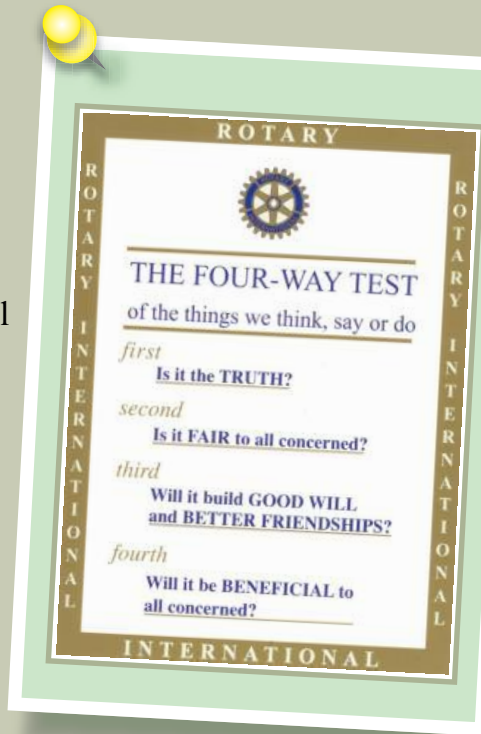 l
ROTARY
ROTARY INTERNATIONAL
ROTARY INTERNATIONAL
THE FOUR-WAY TEST
of the things we think, say or do
first
Is it the TRUTH?
second
Is it FAIR to all concerned?
third
Will it build GOOD WILL
and BETTER FRIENDSHIPS?
fourth
Will it be BENEFICIAL to
all concerned?
INTERNATIONAL